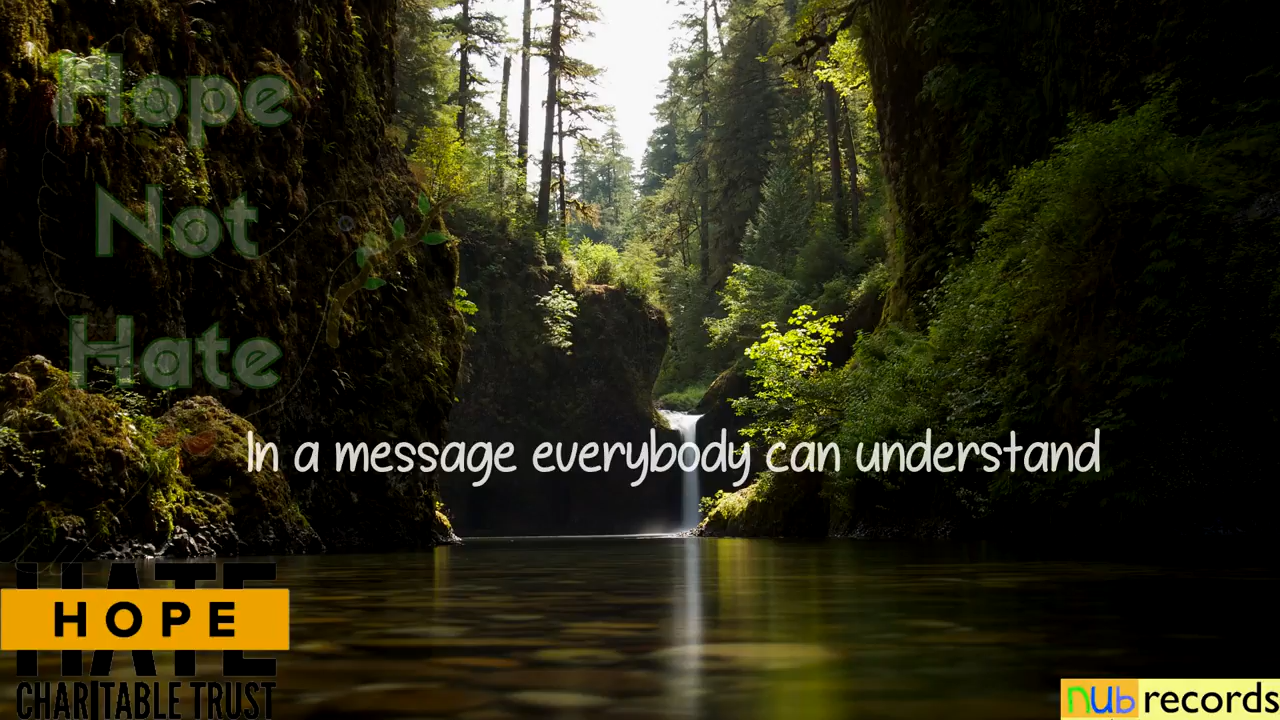 Hope
Not
Hate
In a message everybody can understand
HATE
HOPE
CHARITABLE TRUST
nub records